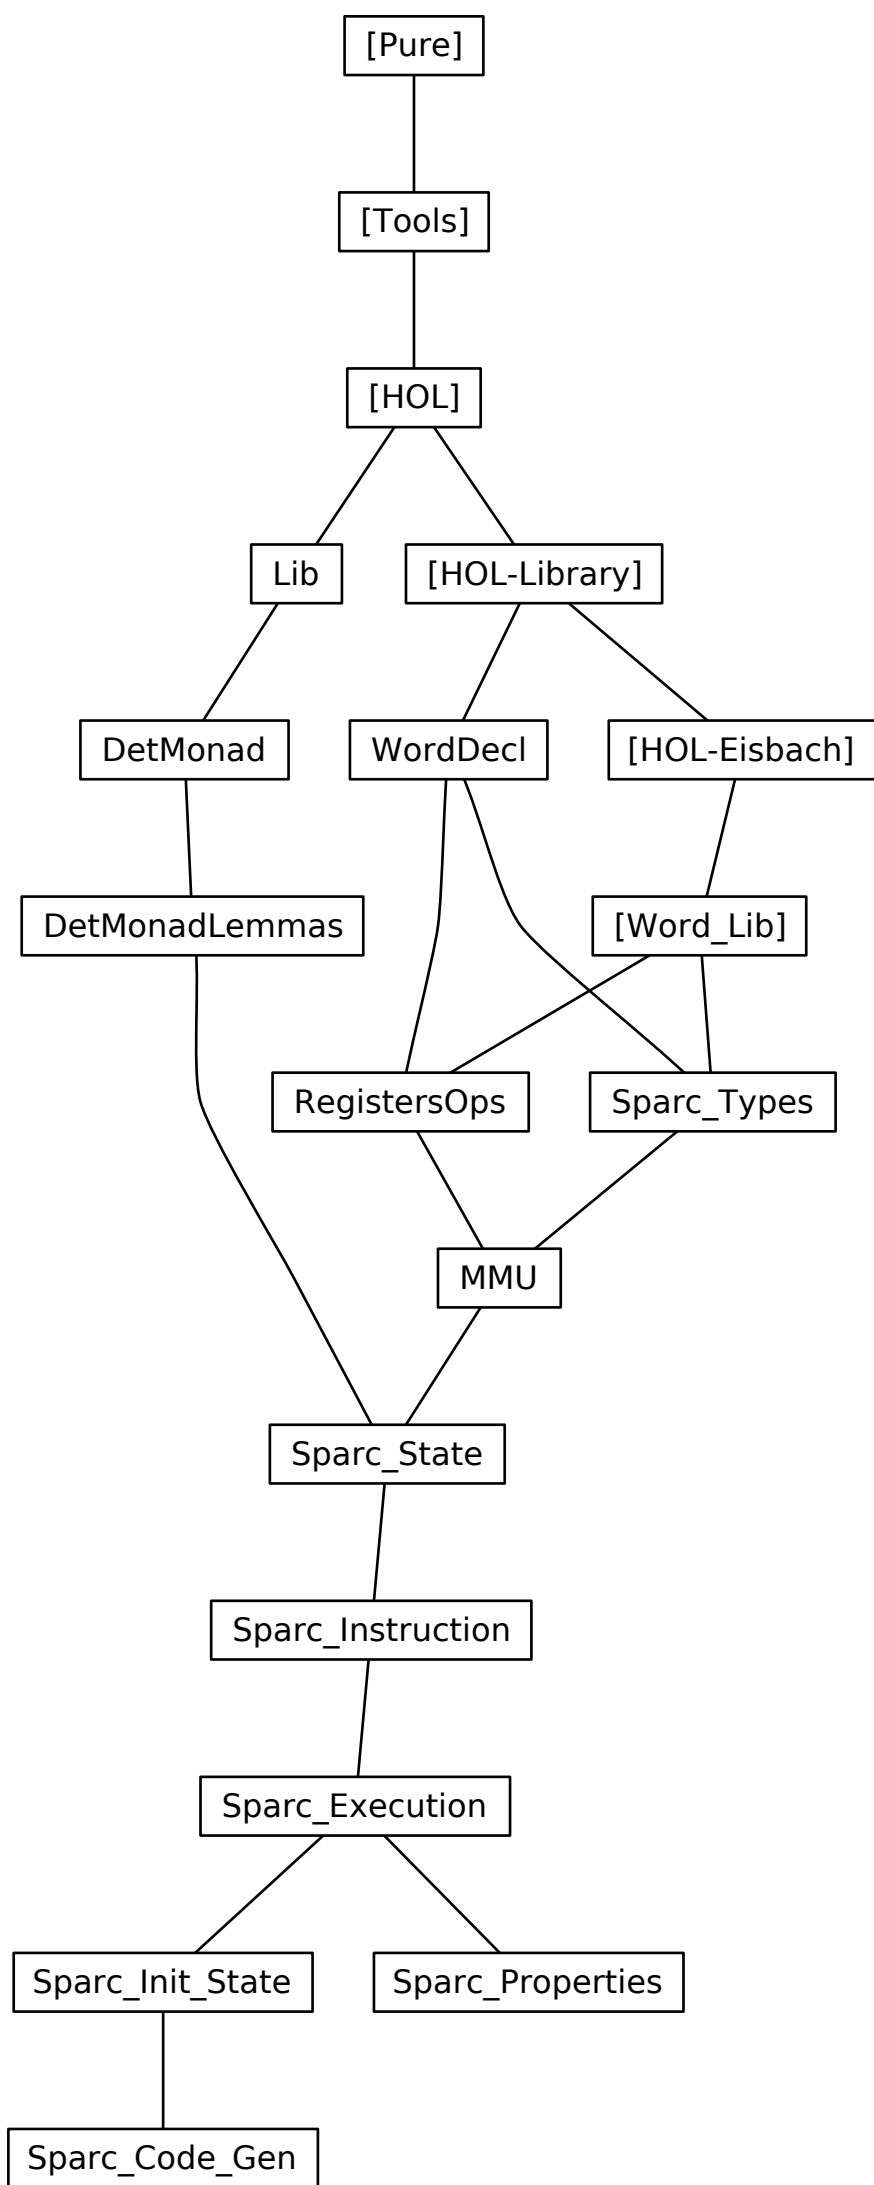 [Pure]
[Tools]
[HOL]
Lib
[HOL-Library]
DetMonad
WordDecl
[HOL-Eisbach]
DetMonadLemmas
[Word_Lib]
RegistersOps
Sparc_Types
MMU
Sparc_State
Sparc_Instruction
Sparc_Execution
Sparc_Init_State
Sparc_Properties
Sparc_Code_Gen